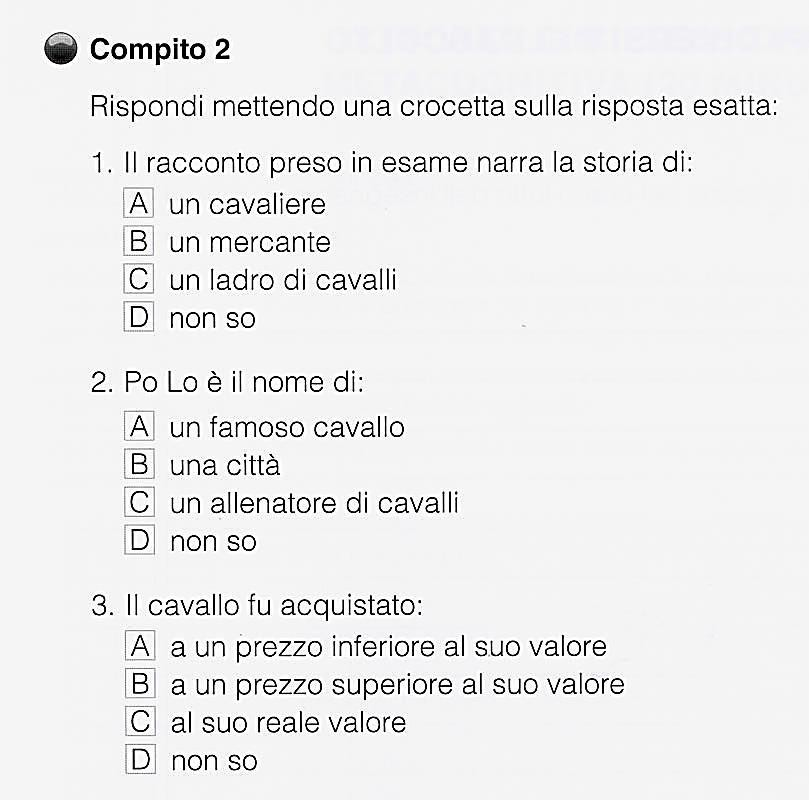 Compito 2
Rispondi mettendo una crocetta sulla risposta esatta:
1. Il racconto preso in esame narra la storia di:
A un cavaliere
B un mercante
C un ladro di cavalli
D non so
2. Po Lo è il nome di:
A un famoso cavallo
B una città
C un allenatore di cavalli
D non so
3. Il cavallo fu acquistato:
A a un prezzo inferiore al suo valore
B a un prezzo superiore al suo valore
C al suo reale valore
D non so